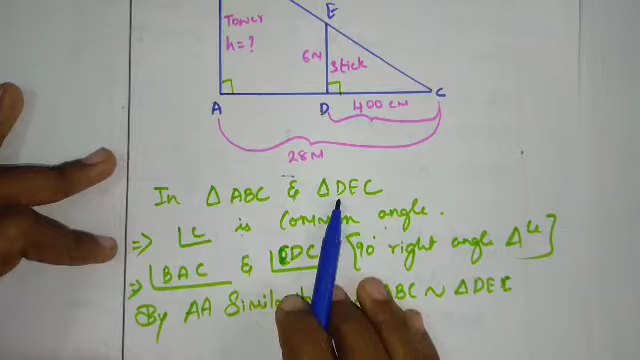 E
Tower
h=?
6M
Stick
A
D
C
400 CM
28M
In Δ ABC & Δ DEC
⇒ ∠C is common angle.
⇒ ∠BAC & ∠EDC [90° right angle Δle]
By AA ABC ~ Δ DEC